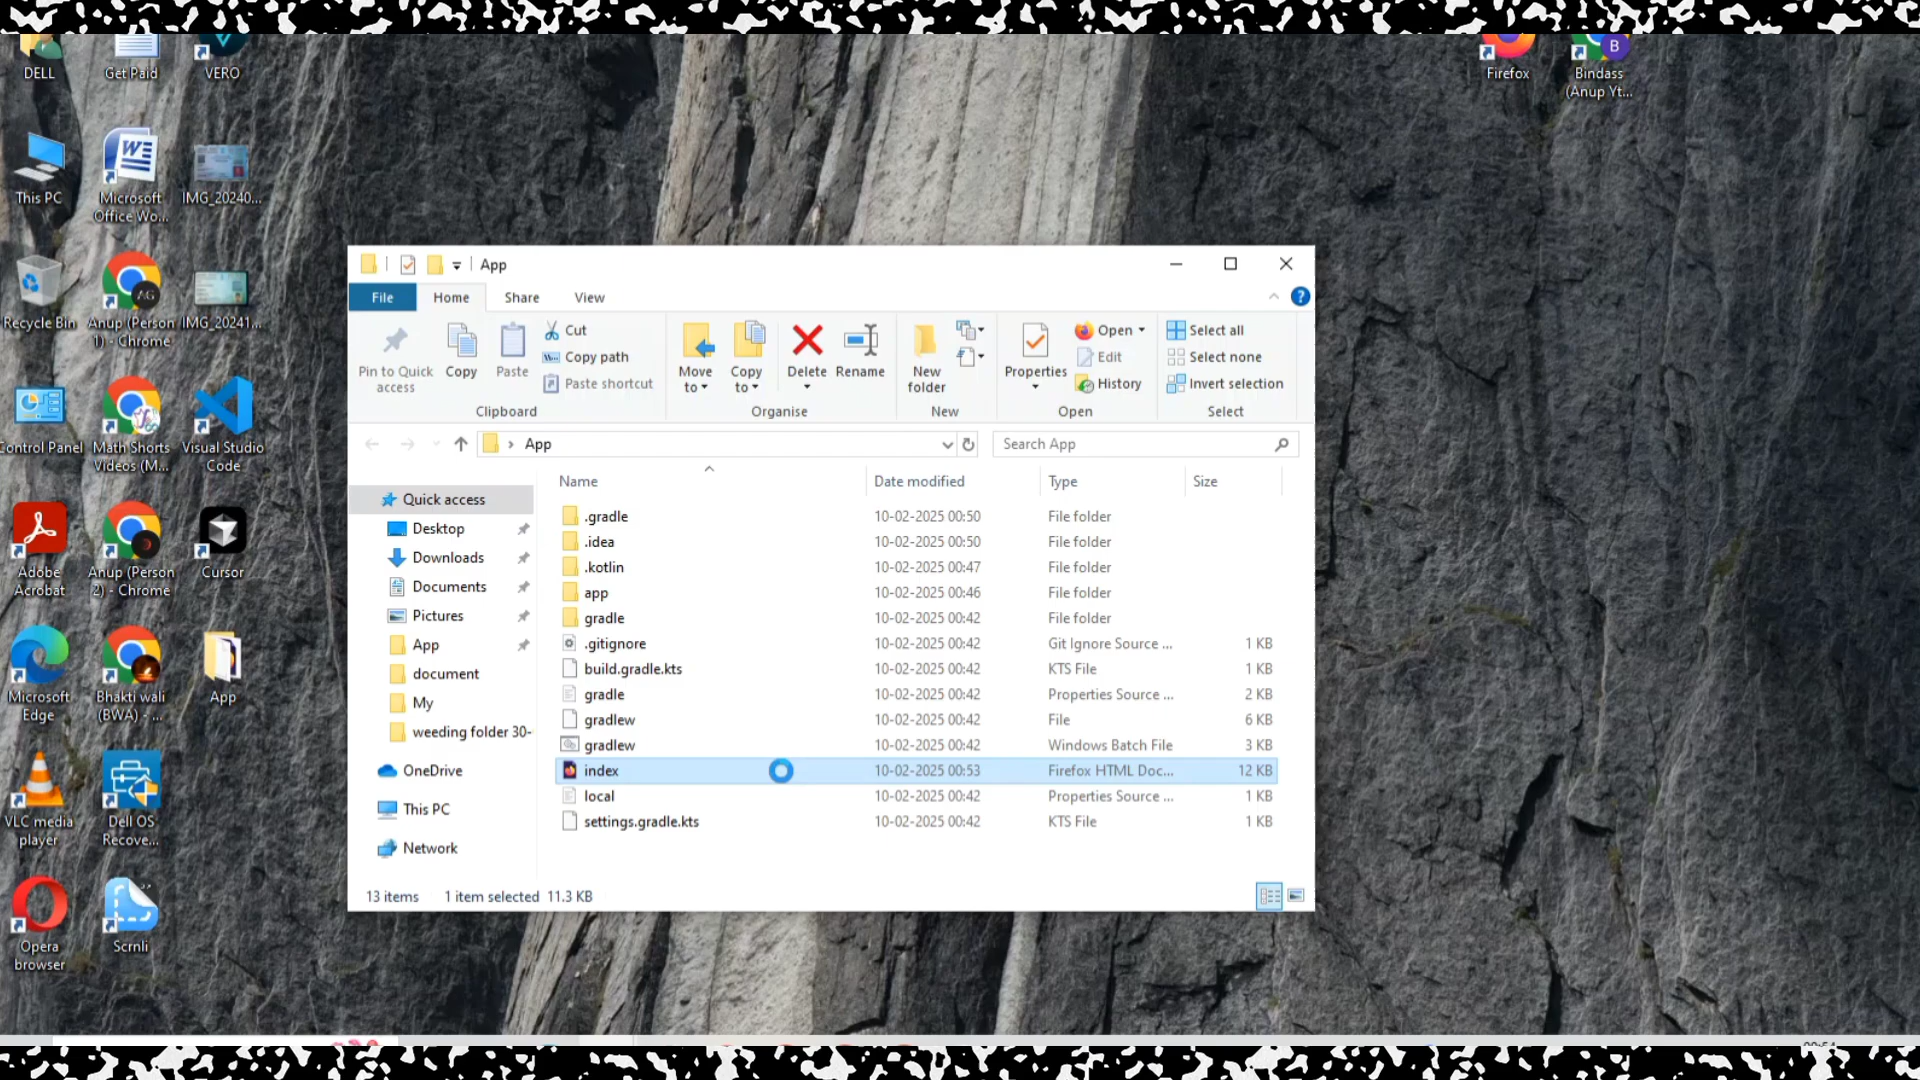 DELL
Get Paid
VERO
Firefox
Bindass
(Anup Yt...
B
This PC
Microsoft
Office Wo...
IMG_20240...
Recycle Bin
Anup (Person
1) - Chrome
AG
IMG_20241...
Control Panel
Math Shorts
Videos (M...
Visual Studio
Code
Adobe
Acrobat
Anup (Person
2) - Chrome
Cursor
Microsoft
Edge
Bhakti wali
(BWA) - ...
App
VLC media
player
Dell OS
Recove...
Opera
browser
Scrnli
App
File
Home
Share
View
Pin to Quick
access
Copy
Paste
Cut
Copy path
Paste shortcut
Clipboard
Move
to
Copy
to
Delete
Rename
Organise
New
folder
New
Properties
Open
Edit
History
Open
Select all
Select none
Invert selection
Select
App
Search App
Name
Date modified
Type
Size
Quick access
Desktop
Downloads
Documents
Pictures
App
document
My
weeding folder 30-
OneDrive
This PC
Network
.gradle 10-02-2025 00:50 File folder
.idea 10-02-2025 00:50 File folder
.kotlin 10-02-2025 00:47 File folder
app 10-02-2025 00:46 File folder
gradle 10-02-2025 00:42 File folder
.gitignore 10-02-2025 00:42 Git Ignore Source ... 1 KB
build.gradle.kts 10-02-2025 00:42 KTS File 1 KB
gradle 10-02-2025 00:42 Properties Source ... 2 KB
gradlew 10-02-2025 00:42 File 6 KB
gradlew 10-02-2025 00:42 Windows Batch File 3 KB
index 10-02-2025 00:53 Firefox HTML Doc... 12 KB
local 10-02-2025 00:42 Properties Source ... 1 KB
settings.gradle.kts 10-02-2025 00:42 KTS File 1 KB
13 items
1 item selected 11.3 KB